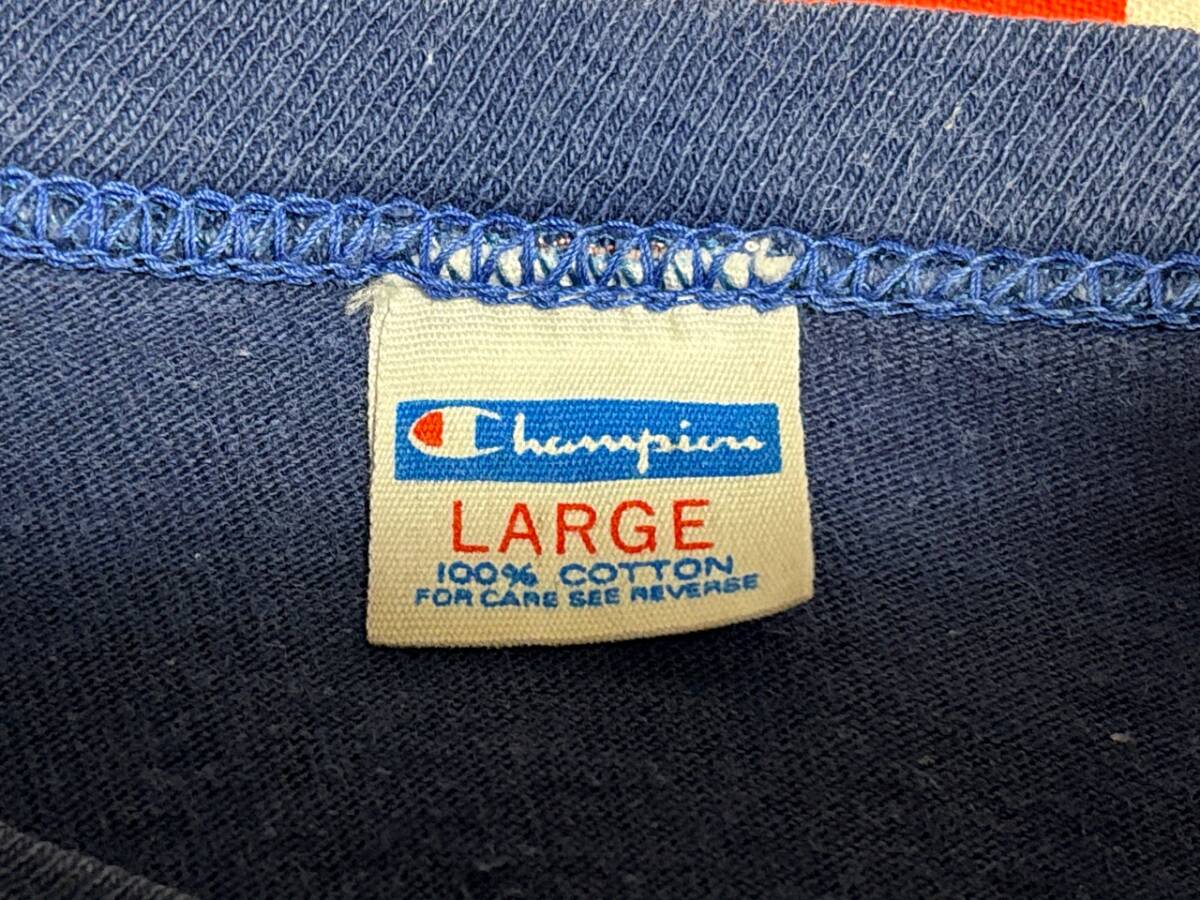 Champion
LARGE
100% COTTON
FOR CARE SEE REVERSE